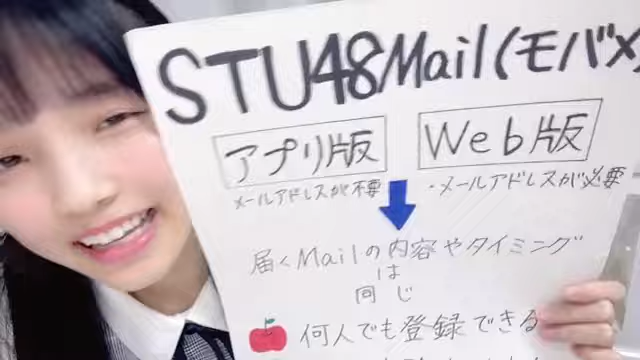 STU48Mail(モバメ
アプリ版
Web版
メールアドレスが不要
・メールアドレスが必要
届くMailの内容やタイミング
は
同じ
何人でも登録できる